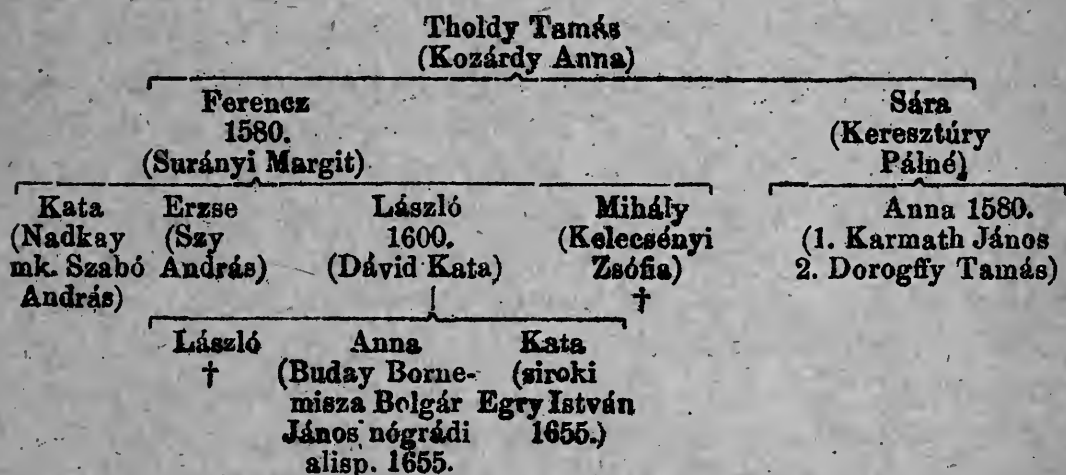 Tholdy Tamás
(Kozárdy Anna)
Ferencz
1580.
(Surányi Margit)
Sára
(Keresztúry
Pálné)
Kata
(Nadkay
mk. Szabó
András)
Erzse
(Szy
András)
László
1600.
(Dávid Kata)
Mihály
(Kelecsényi
Zsófia)
†
Anna 1580.
(1. Karmath János
2. Dorogffy Tamás)
László
†
Anna
(Buday Borne-
misza Bolgár
János nógrádi
alisp. 1655.
Kata
(siroki
Egry István
1655.)